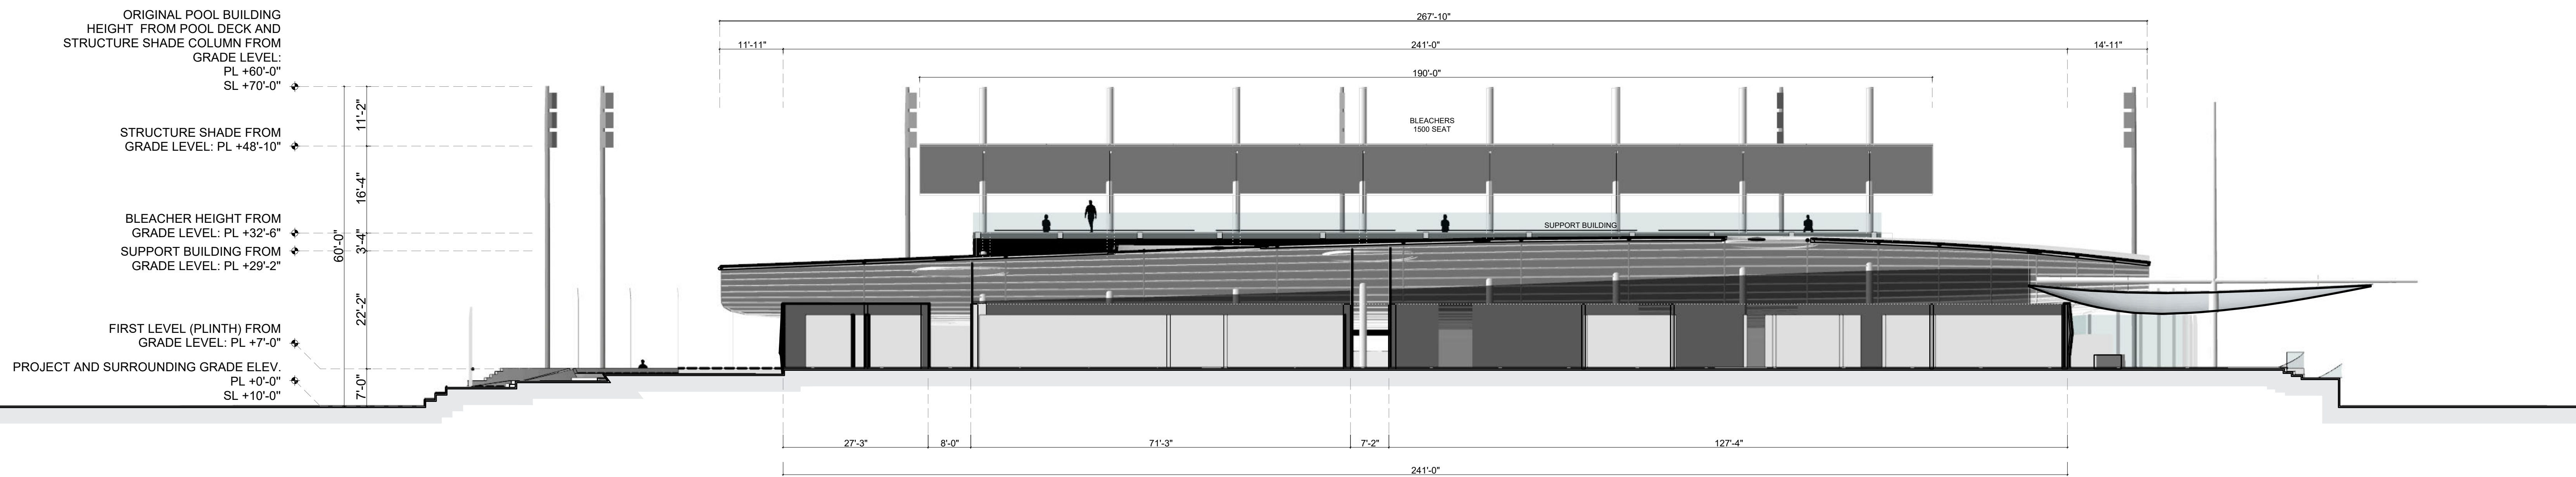 ORIGINAL POOL BUILDING
HEIGHT FROM POOL DECK AND
STRUCTURE SHADE COLUMN FROM
GRADE LEVEL:
PL +60'-0"
SL +70'-0"
STRUCTURE SHADE FROM
GRADE LEVEL: PL +48'-10"
BLEACHER HEIGHT FROM
GRADE LEVEL: PL +32'-6"
SUPPORT BUILDING FROM
GRADE LEVEL: PL +29'-2"
FIRST LEVEL (PLINTH) FROM
GRADE LEVEL: PL +7'-0"
PROJECT AND SURROUNDING GRADE ELEV.
PL +0'-0"
SL +10'-0"
60'-0"
11'-2"
16'-4"
3'-4"
22'-2"
7'-0"
267'-10"
11'-11"
241'-0"
14'-11"
190'-0"
BLEACHERS
1500 SEAT
SUPPORT BUILDING
27'-3"
8'-0"
71'-3"
7'-2"
127'-4"
241'-0"